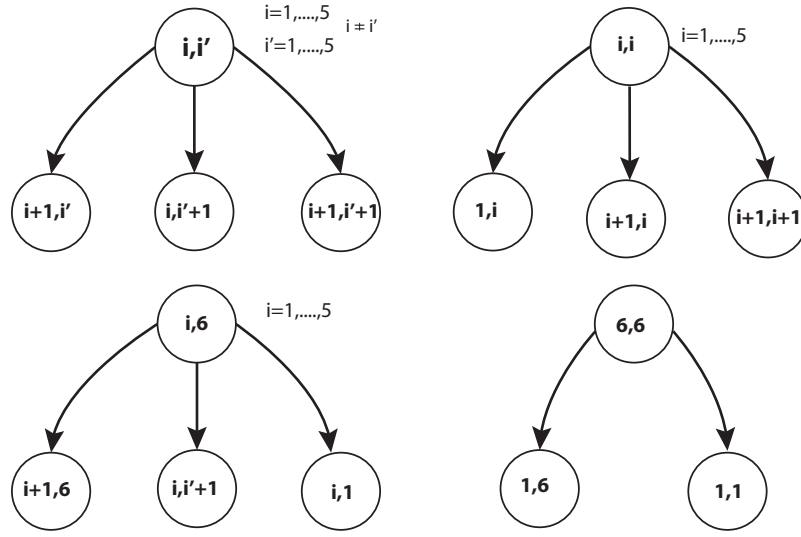 i,i′
i=1,....,5
i′=1,....,5
i ≠ i′
i+1,i′
i,i′+1
i+1,i′+1
i,i
i=1,....,5
1,i
i+1,i
i+1,i+1
i,6
i=1,....,5
i+1,6
i,i′+1
i,1
6,6
1,6
1,1